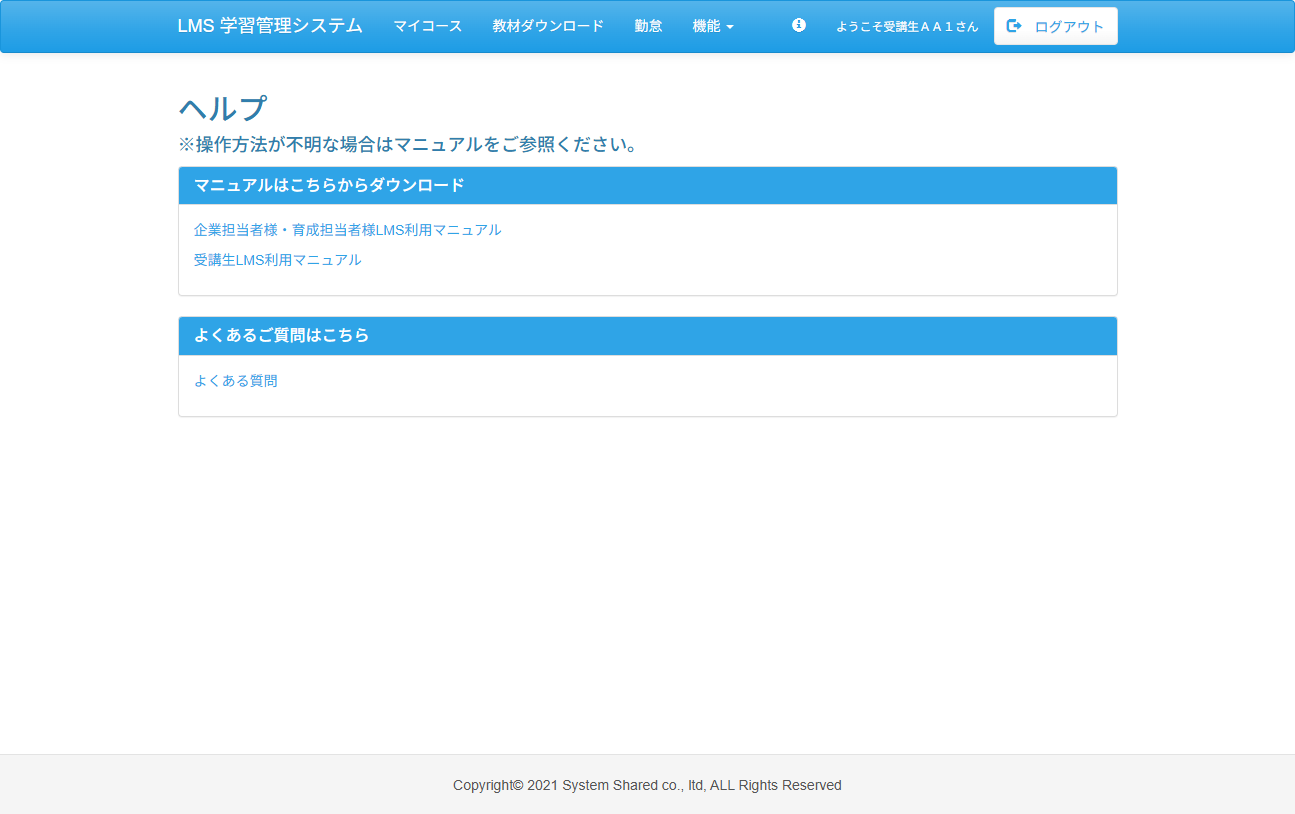 LMS 学習管理システム マイコース 教材ダウンロード 勤怠 機能 ようこそ受講生ＡＡ１さん ログアウト
ヘルプ
※操作方法が不明な場合はマニュアルをご参照ください。
マニュアルはこちらからダウンロード
企業担当者様・育成担当者様LMS利用マニュアル
受講生LMS利用マニュアル
よくあるご質問はこちら
よくある質問
Copyright© 2021 System Shared co., ltd, ALL Rights Reserved